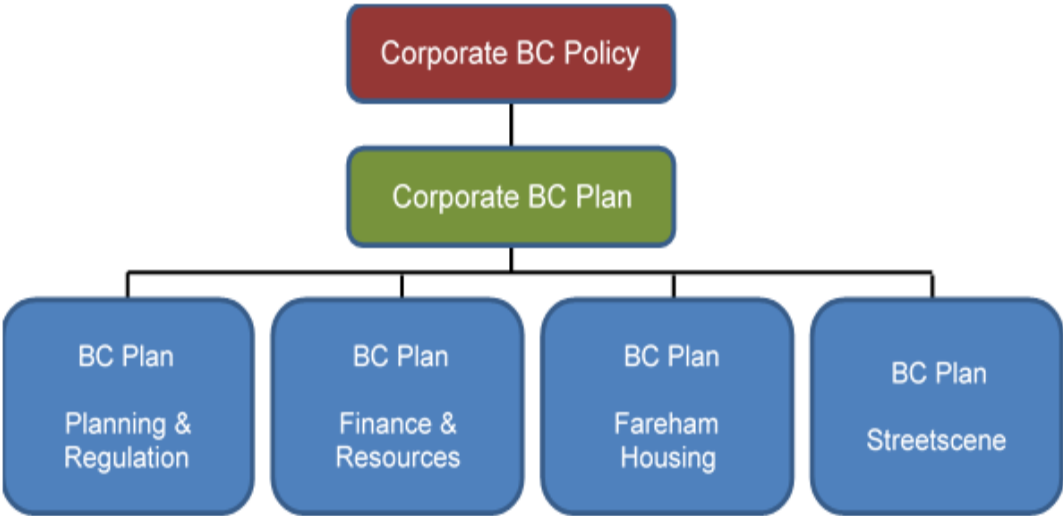 Corporate BC Policy
Corporate BC Plan
BC Plan
Planning &
Regulation
BC Plan
Finance &
Resources
BC Plan
Fareham
Housing
BC Plan
Streetscene